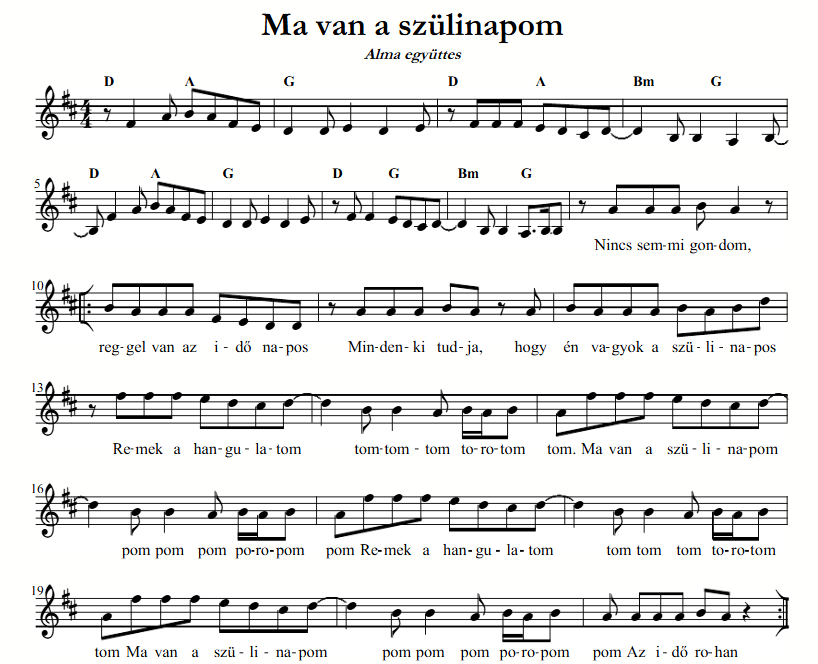 Ma van a szülinapom
Alma együttes
D A G D A Bm G
5
D A G D G Bm G
Nincs sem-mi gon-dom,
10
reg-gel van az i-dő na-pos Min-den-ki tud-ja, hogy én va-gyok a szü-li-na-pos
13
Re-mek a han-gu-la-tom tom-tom-tom to-ro-tom tom. Ma van a szü-li-na-pom
16
pom pom pom po-ro-pom pom Re-mek a han-gu-la-tom tom tom tom to-ro-tom
19
tom Ma van a szü-li-na-pom pom pom pom po-ro-pom pom Az i-dő ro-han